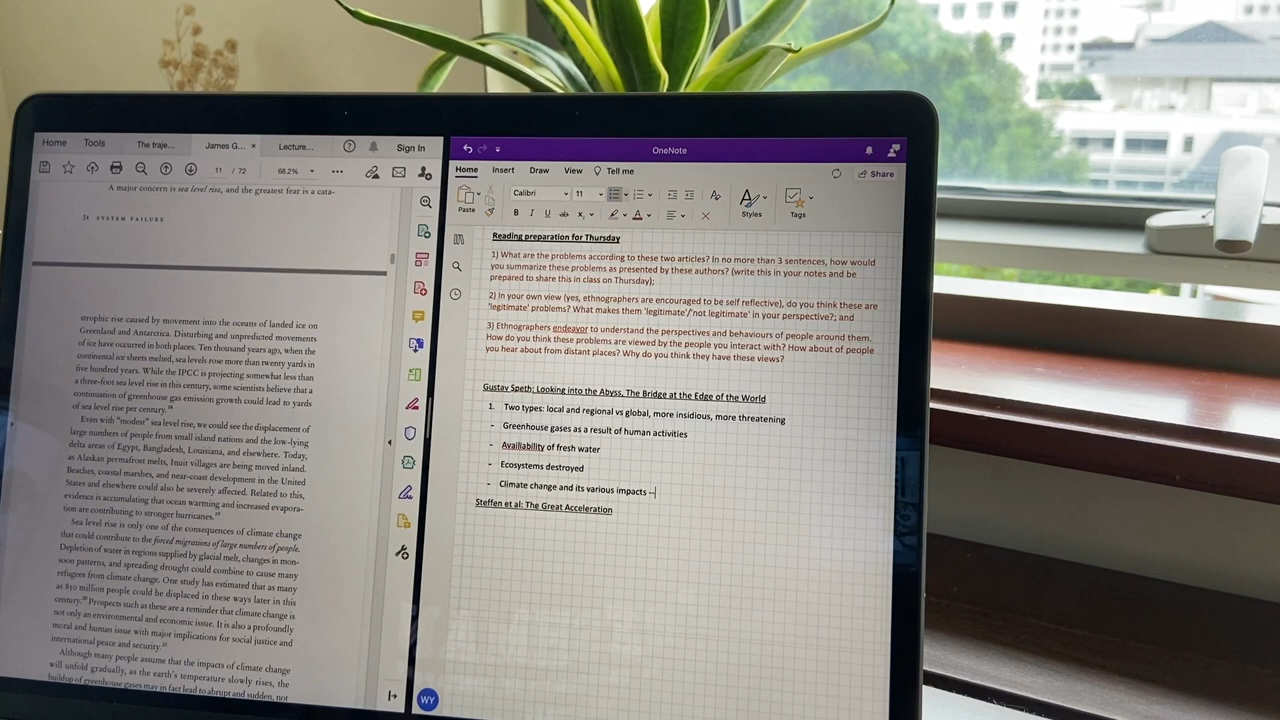 Home Tools The traje... James G... × Lecture... Sign In
11 / 72 68.2%
A major concern is sea level rise, and the greatest fear is a cata-
24 SYSTEM FAILURE
strophic rise caused by movement into the oceans of landed ice on
Greenland and Antarctica. Disturbing and unpredicted movements
of ice have occurred in both places. Ten thousand years ago, when the
continental ice sheets melted, sea levels rose more than twenty yards in
five hundred years. While the IPCC is projecting somewhat less than
a three-foot sea level rise in this century, some scientists believe that a
continuation of greenhouse gas emission growth could lead to yards
of sea level rise per century.18
Even with "modest" sea level rise, we could see the displacement of
large numbers of people from small island nations and the low-lying
delta areas of Egypt, Bangladesh, Louisiana, and elsewhere. Today,
as Alaskan permafrost melts, Inuit villages are being moved inland.
Beaches, coastal marshes, and near-coast development in the United
States and elsewhere could also be severely affected. Related to this,
evidence is accumulating that ocean warming and increased evapora-
tion are contributing to stronger hurricanes.19
Sea level rise is only one of the consequences of climate change
that could contribute to the forced migrations of large numbers of people.
Depletion of water in regions supplied by glacial melt, changes in mon-
soon patterns, and spreading drought could combine to cause many
refugees from climate change. One study has estimated that as many
as 850 million people could be displaced in these ways later in this
century.20 Prospects such as these are a reminder that climate change is
not only an environmental and economic issue. It is also a profoundly
moral and human issue with major implications for social justice and
international peace and security.21
Although many people assume that the impacts of climate change
will unfold gradually, as the earth's temperature slowly rises, the
buildup of greenhouse gases may in fact lead to abrupt and sudden, not
OneNote
Home Insert Draw View Tell me Share
Paste Calibri 11 Styles Tags
B I U ab x A
Reading preparation for Thursday
1) What are the problems according to these two articles? In no more than 3 sentences, how would
you summarize these problems as presented by these authors? (write this in your notes and be
prepared to share this in class on Thursday);
2) In your own view (yes, ethnographers are encouraged to be self reflective), do you think these are
'legitimate' problems? What makes them 'legitimate'/'not legitimate' in your perspective?; and
3) Ethnographers endeavor to understand the perspectives and behaviours of people around them.
How do you think these problems are viewed by the people you interact with? How about of people
you hear about from distant places? Why do you think they have these views?
Gustav Speth: Looking into the Abyss, The Bridge at the Edge of the World
1. Two types: local and regional vs global, more insidious, more threatening
- Greenhouse gases as a result of human activities
- Availiability of fresh water
- Ecosystems destroyed
- Climate change and its various impacts --
Steffen et al: The Great Acceleration
WY